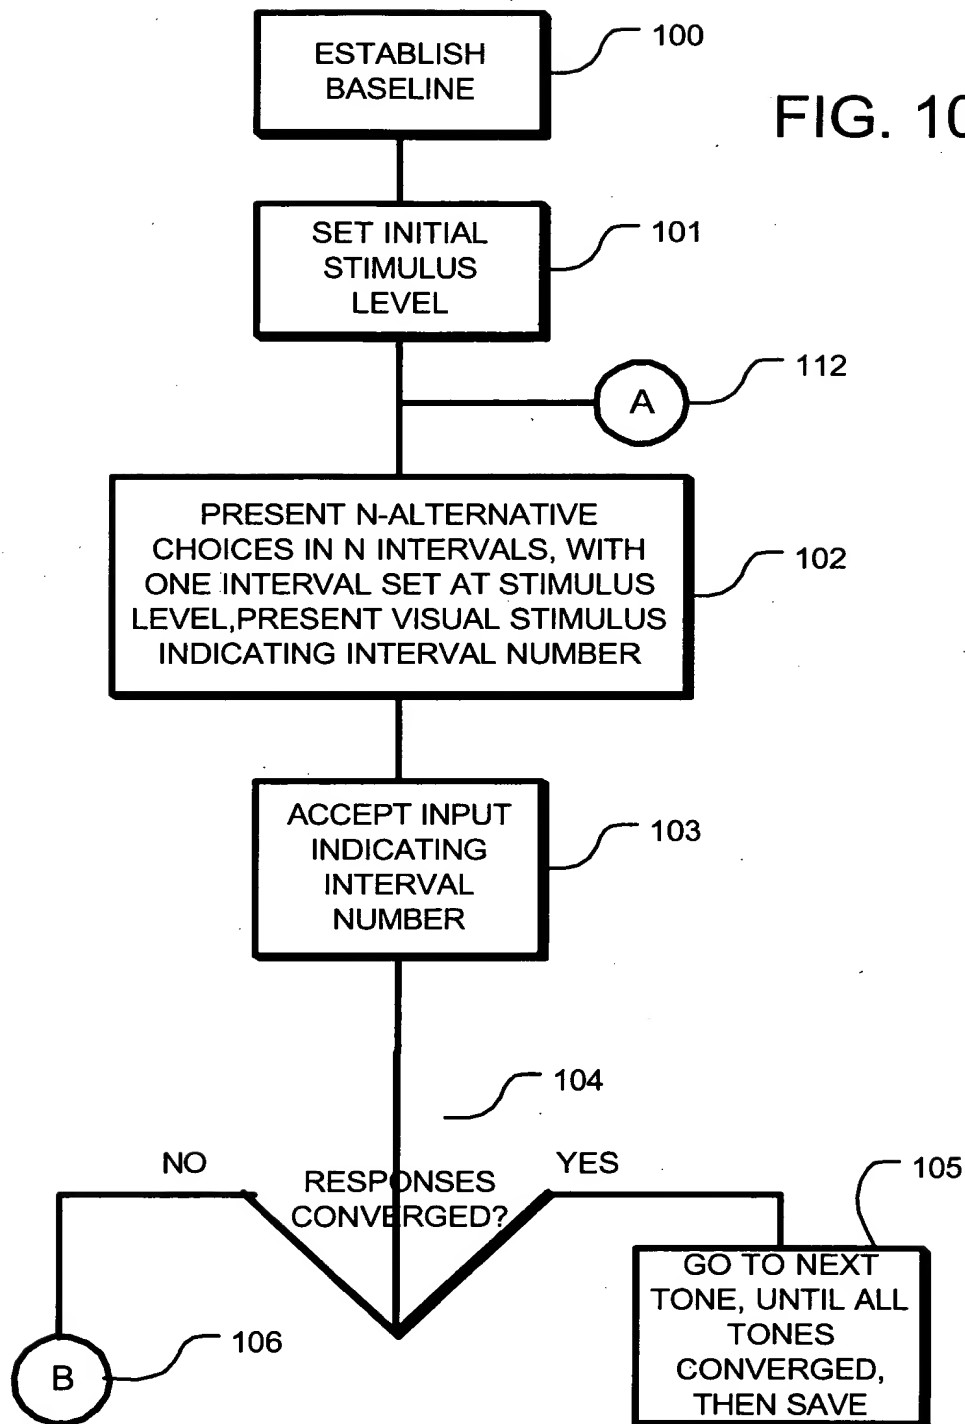 ESTABLISH
BASELINE
100
FIG. 10
SET INITIAL
STIMULUS
LEVEL
101
A
112
PRESENT N-ALTERNATIVE
CHOICES IN N INTERVALS, WITH
ONE INTERVAL SET AT STIMULUS
LEVEL,PRESENT VISUAL STIMULUS
INDICATING INTERVAL NUMBER
102
ACCEPT INPUT
INDICATING
INTERVAL
NUMBER
103
104
NO
RESPONSES
CONVERGED?
YES
105
GO TO NEXT
TONE, UNTIL ALL
TONES
CONVERGED,
THEN SAVE
B
106